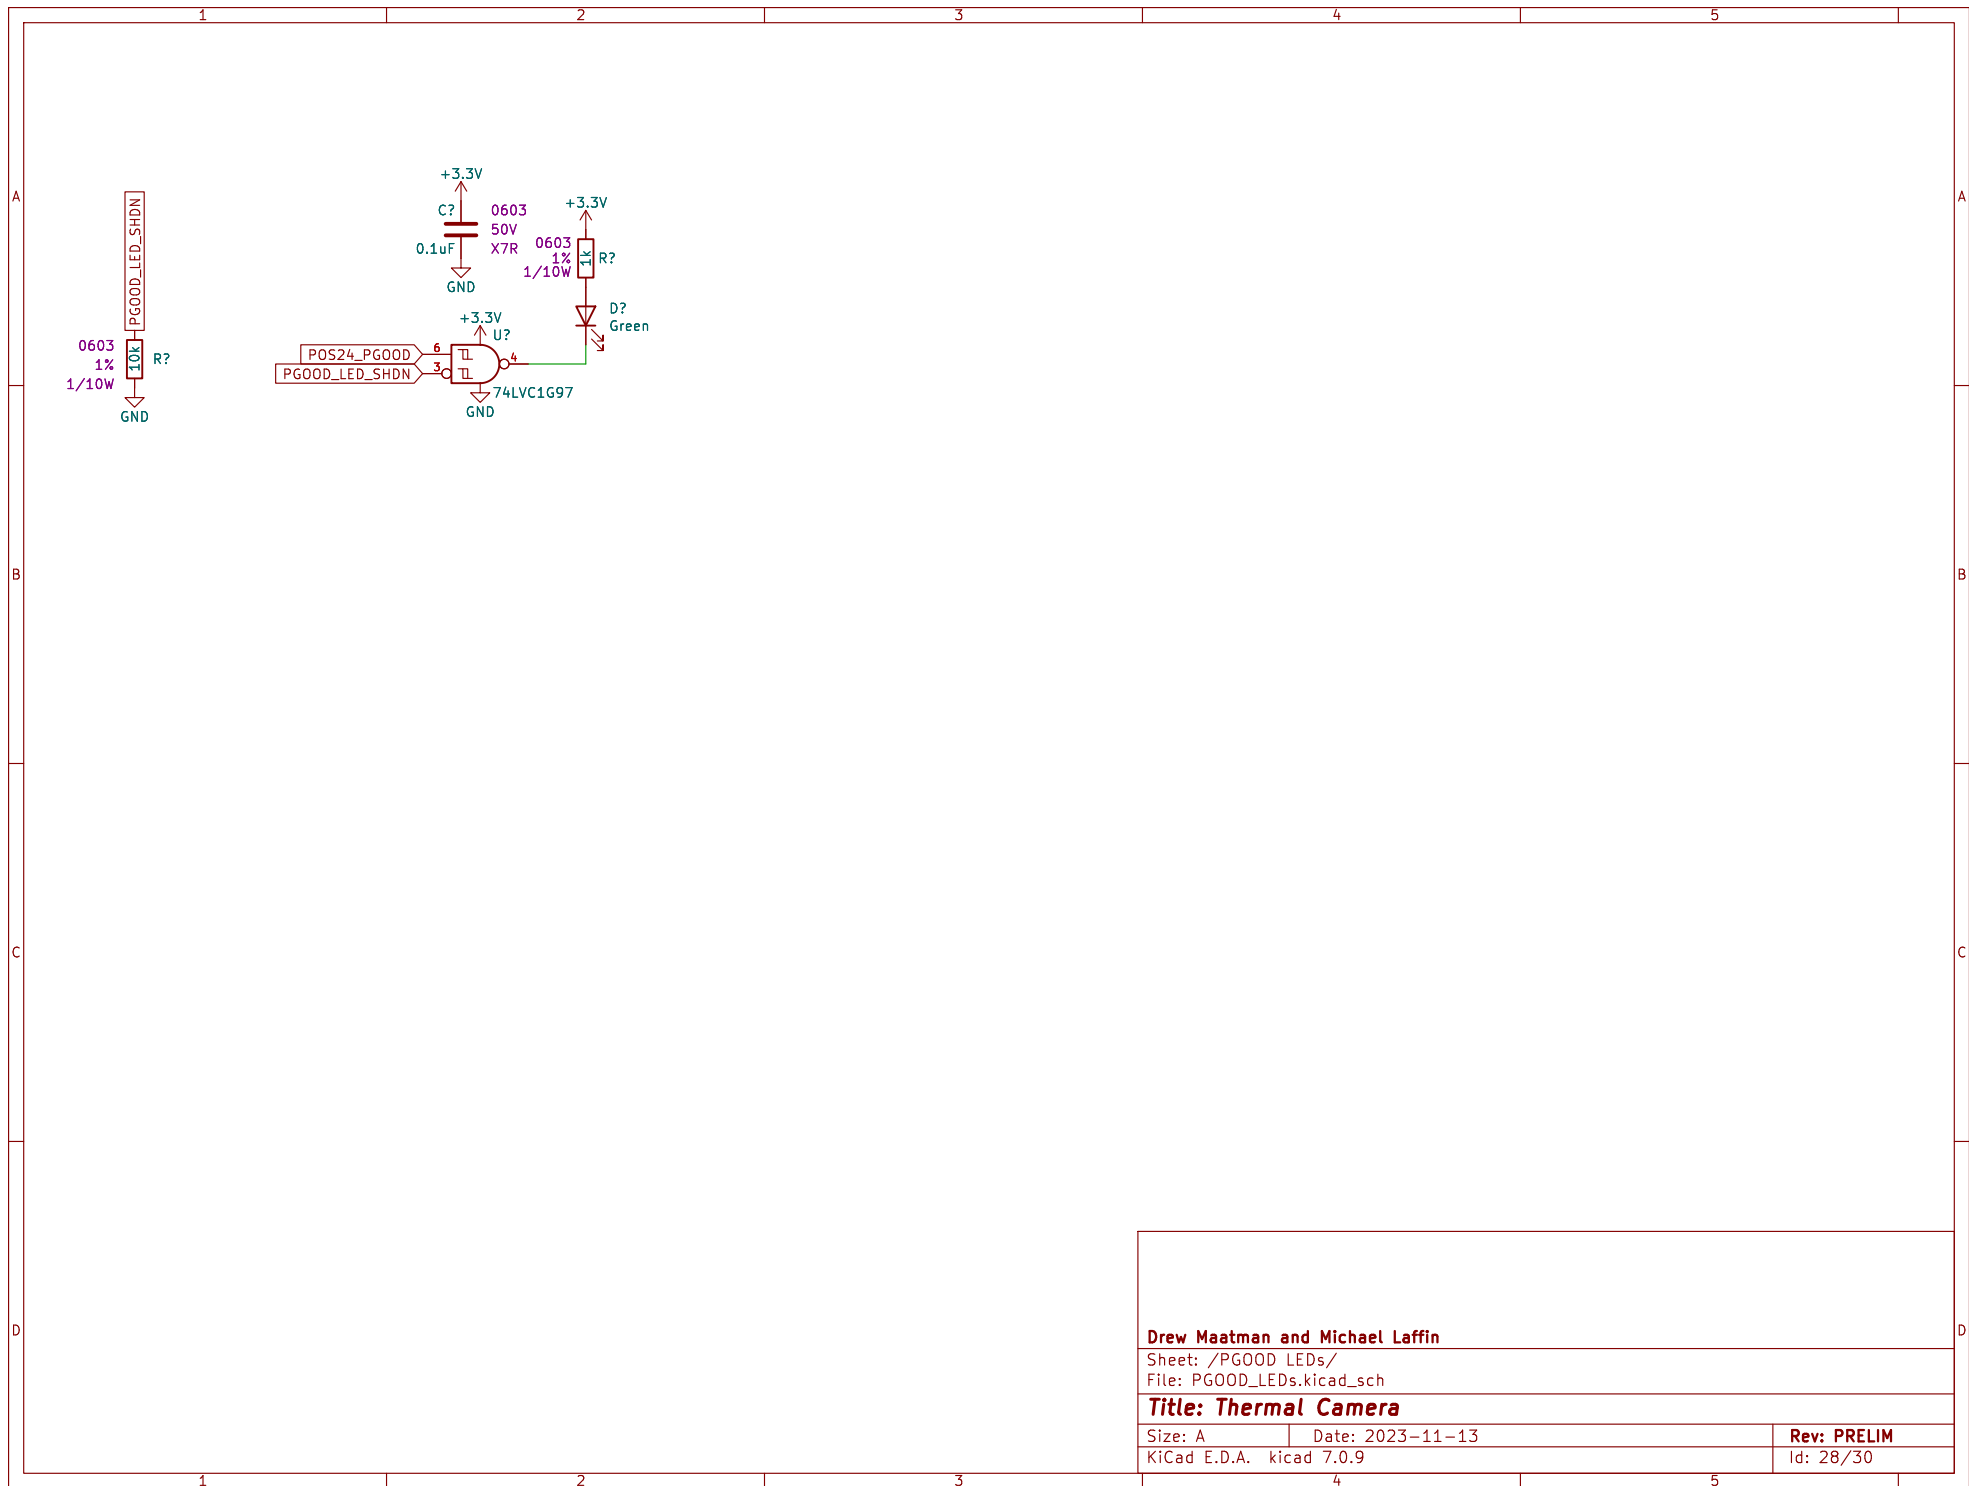 1 2 3 4 5
A A
+3.3V
C?
0.1uF
0603
50V
X7R
GND
+3.3V
0603
1%
1/10W
1k
R?
D?
Green
PGOOD_LED_SHDN
0603
1%
1/10W
10k
R?
GND
+3.3V
U?
POS24_PGOOD 6
PGOOD_LED_SHDN 3
4
74LVC1G97
GND
B B
C C
D D
Drew Maatman and Michael Laffin
Sheet: /PGOOD LEDs/
File: PGOOD_LEDs.kicad_sch
Title: Thermal Camera
Size: A Date: 2023-11-13 Rev: PRELIM
KiCad E.D.A. kicad 7.0.9 Id: 28/30
1 2 3 4 5